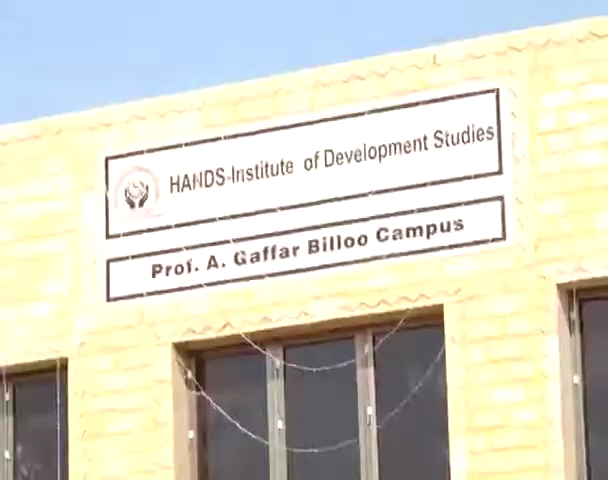 HANDS-Institute of Development Studies
Prof. A. Gaffar Billoo Campus